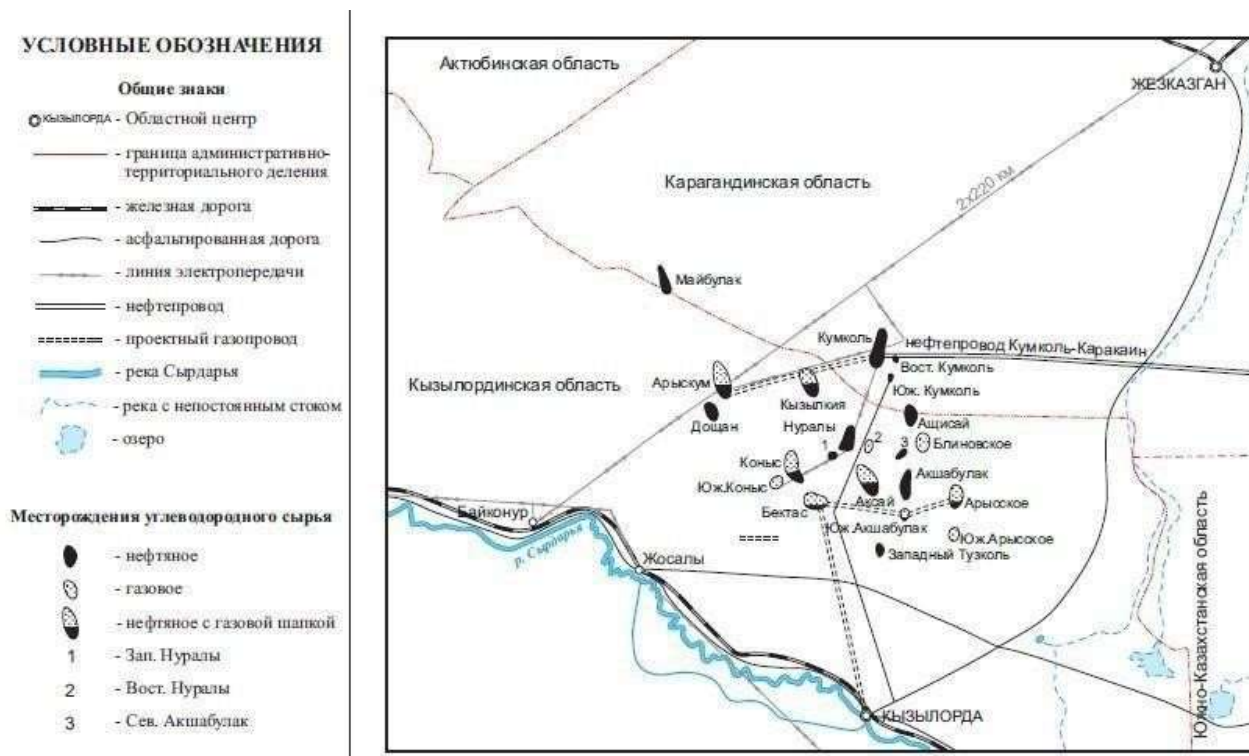 УСЛОВНЫЕ ОБОЗНАЧЕНИЯ
Общие знаки
КЫЗЫЛОРДА - Областной центр
- граница административно-
территориального деления
- железная дорога
- асфальтированная дорога
- линия электропередачи
- нефтепровод
- проектный газопровод
- река Сырдарья
- река с непостоянным стоком
- озеро
Месторождения углеводородного сырья
- нефтяное
- газовое
- нефтяное с газовой шапкой
1 - Зап. Нуралы
2 - Вост. Нуралы
3 - Сев. Акшабулак
Актюбинская область
ЖЕЗКАЗГАН
Карагандинская область
2х220 км
Майбулак
Кумколь
нефтепровод Кумколь-Каракаин
Вост. Кумколь
Кызылординская область
Арыскум
Юж. Кумколь
Кызылкия
Дощан
Нуралы
Ащисай
1
2
3
Блиновское
Коныс
Акшабулак
Юж.Коныс
Аксай
Арысское
Бектас
Юж.Акшабулак
Юж.Арысское
Байконур
р. Сырдарья
Западный Тузколь
Жосалы
Южно-Казахстанская область
КЫЗЫЛОРДА